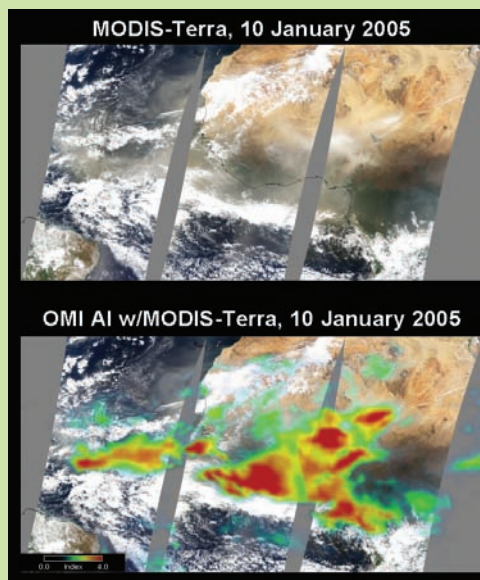 MODIS-Terra, 10 January 2005
OMI AI w/MODIS-Terra, 10 January 2005
0.0 Index 4.0